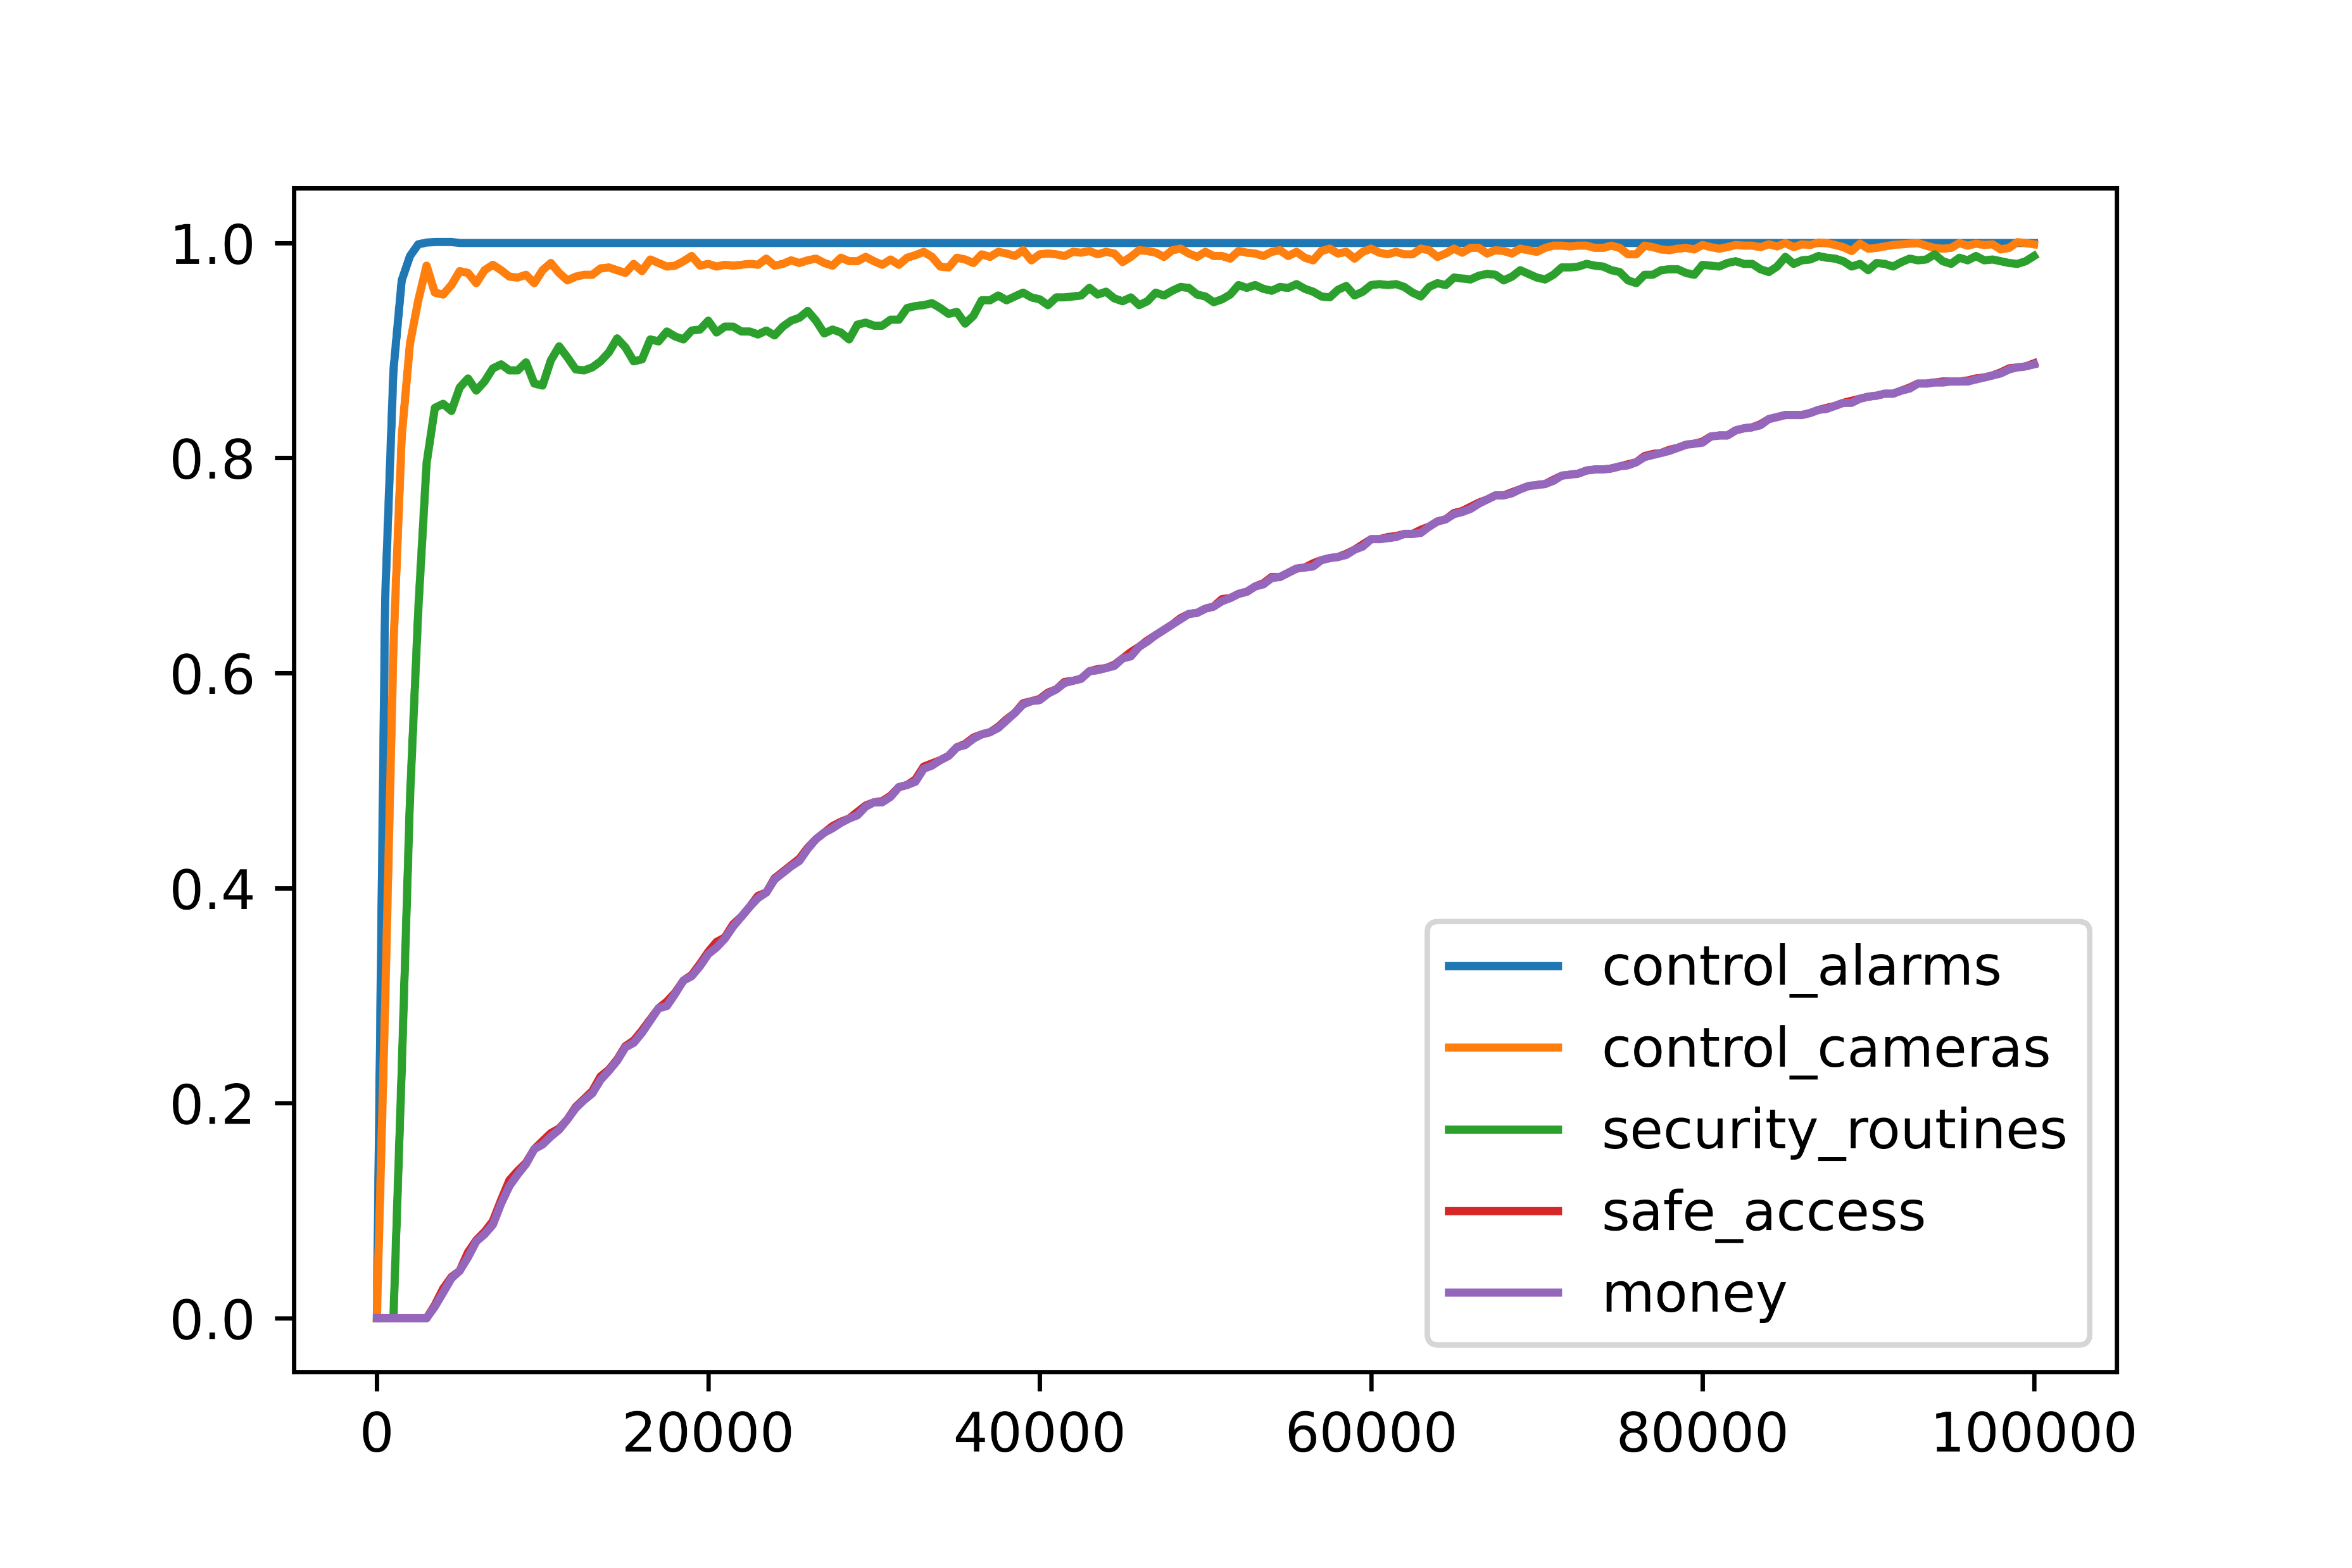 1.0
0.8
0.6
0.4
0.2
0.0
control_alarms
control_cameras
security_routines
safe_access
money
0 20000 40000 60000 80000 100000